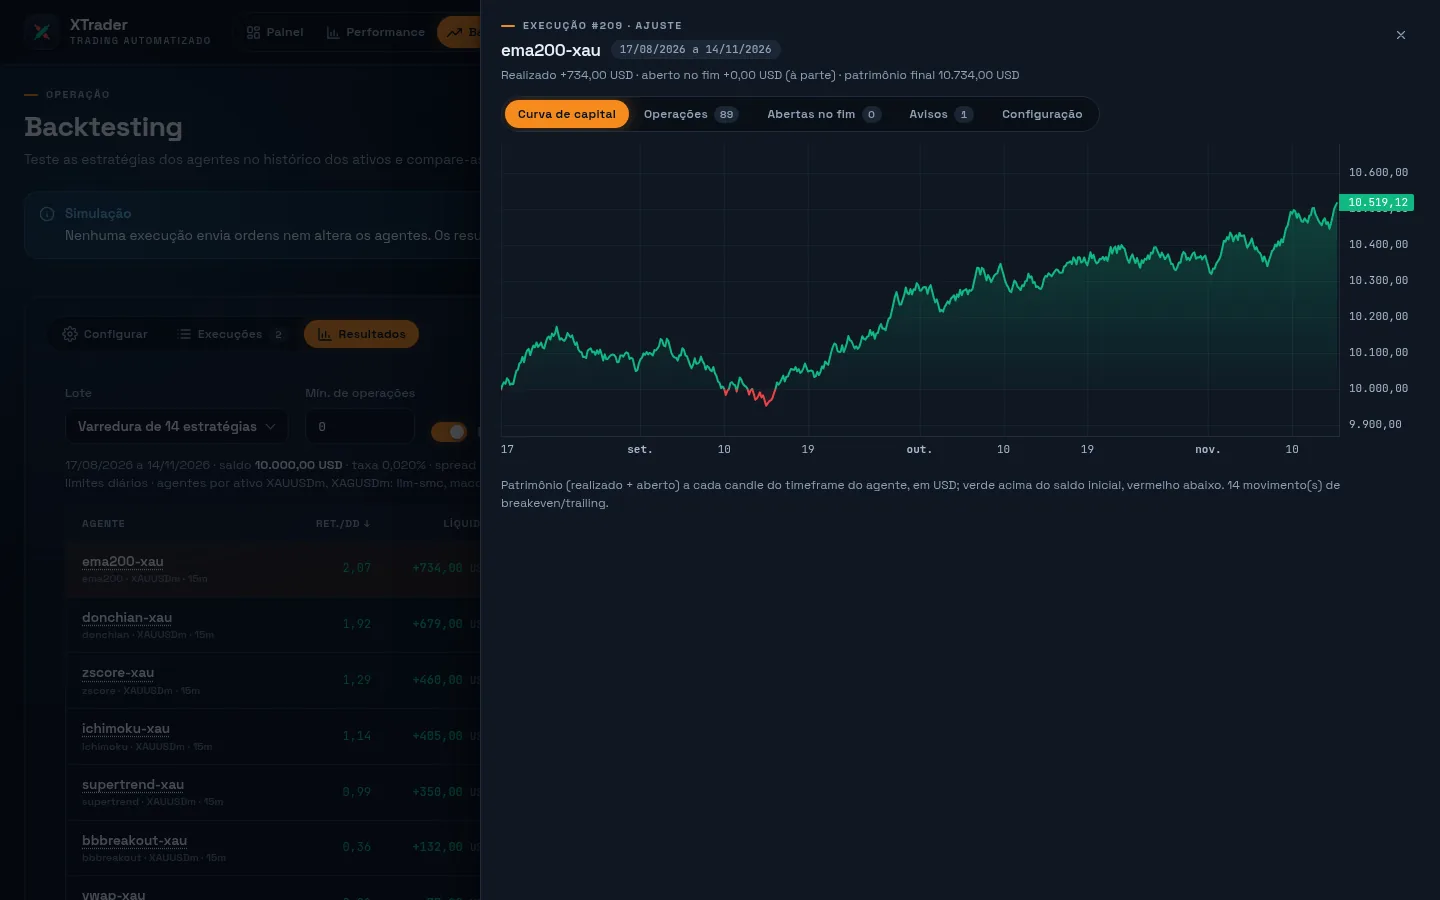 XTrader
TRADING AUTOMATIZADO
Painel
Performance
OPERAÇÃO
Backtesting
Teste as estratégias dos agentes no histórico dos ativos e
Simulação
Nenhuma execução envia ordens nem altera os agentes. Os
Configurar
Execuções 2
Resultados
Lote
Mín. de operações
Varredura de 14 estratégias
0
17/08/2026 a 14/11/2026 · saldo 10.000,00 USD · taxa 0,020% · spread
limites diários · agentes por ativo XAUUSDm, XAGUSDm: llm-smc,
AGENTE RET./DD ↓
ema200-xau 2,07 +734,00
ema200 · XAUUSDm · 15m
donchian-xau 1,92 +679,00
donchian · XAUUSDm · 15m
zscore-xau 1,29 +460,00
zscore · XAUUSDm · 15m
ichimoku-xau 1,14 +405,00
ichimoku · XAUUSDm · 15m
supertrend-xau 0,99 +350,00
supertrend · XAUUSDm · 15m
bbbreakout-xau 0,36 +132,00
bbbreakout · XAUUSDm · 15m
vwap-xau
EXECUÇÃO #209 · AJUSTE
×
ema200-xau 17/08/2026 a 14/11/2026
Realizado +734,00 USD · aberto no fim +0,00 USD (à parte) · patrimônio final 10.734,00 USD
Curva de capital
Operações 89
Abertas no fim 0
Avisos 1
Configuração
10.600,00
10.519,12
10.400,00
10.300,00
10.200,00
10.100,00
10.000,00
9.900,00
17 set. 10 19 out. 10 19 nov. 10
Patrimônio (realizado + aberto) a cada candle do timeframe do agente, em USD; verde acima do saldo inicial, vermelho abaixo. 14 movimento(s) de
breakeven/trailing.